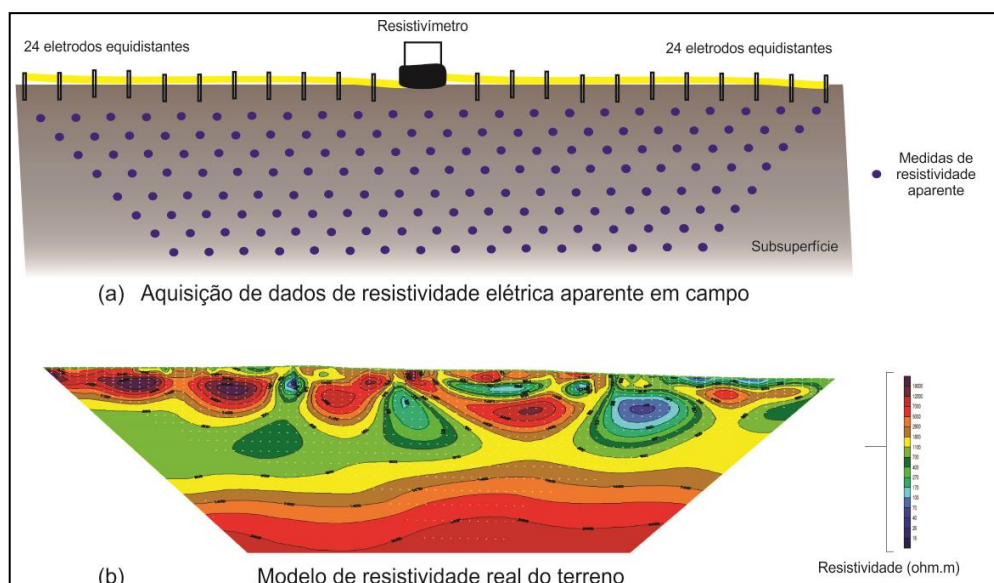 Resistivímetro
24 eletrodos equidistantes
24 eletrodos equidistantes
Medidas de
resistividade
aparente
Subsuperfície
(a) Aquisição de dados de resistividade elétrica aparente em campo
Resistividade (ohm.m)
(b) Modelo de resistividade real do terreno